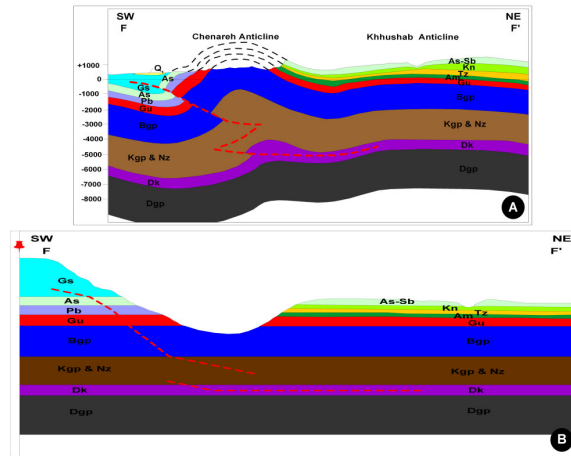 SW
NE
F
F'
Chenareh Anticline
Khhushab Anticline
+1000
0
-1000
-2000
-3000
-4000
-5000
-6000
-7000
-8000
Q.
As
Gs
As
Pb
Gu
Bgp
Kgp & Nz
Dk
Dgp
As-Sb
Kn
Tz
Am
Gu
Bgp
Kgp & Nz
Dk
Dgp
A
SW
NE
F
F'
Gs
As
Pb
Gu
Bgp
Kgp & Nz
Dk
Dgp
As-Sb
Kn
Tz
Am
Gu
Bgp
Kgp & Nz
Dk
Dgp
B